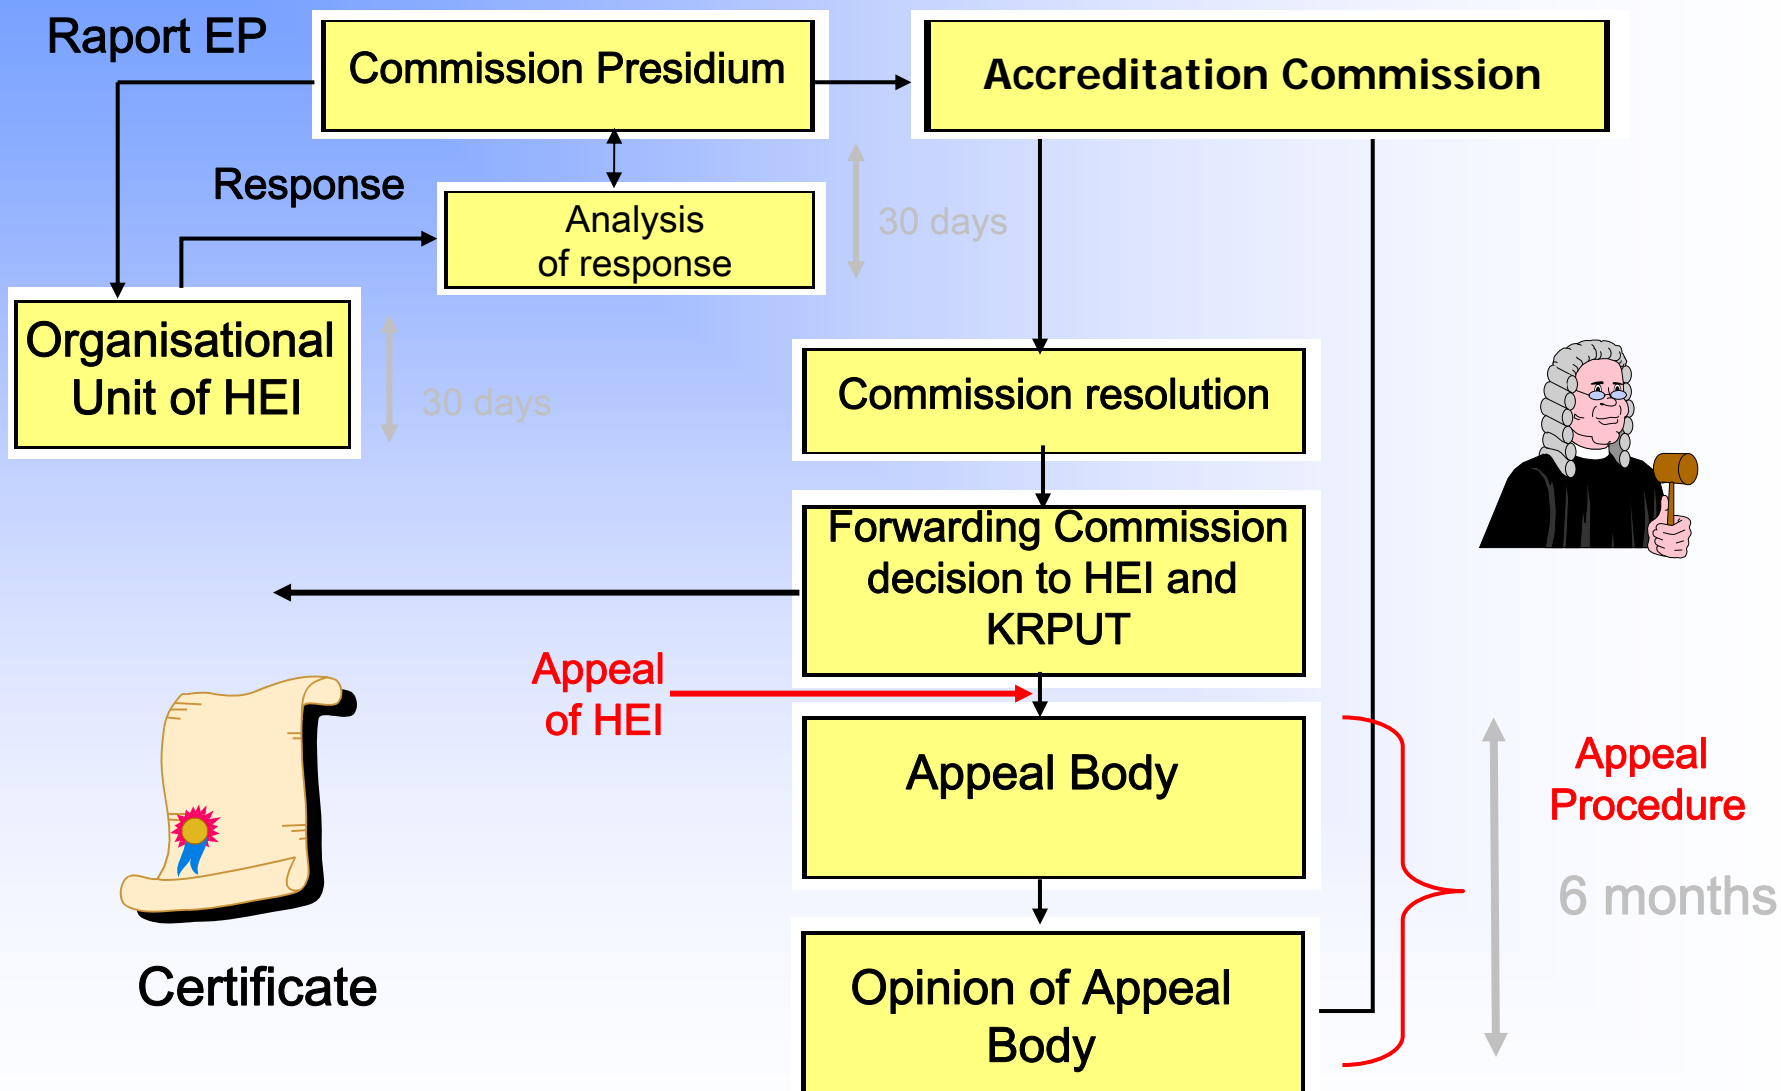 Raport EP
Commission Presidium
Accreditation Commission
Response
Analysis
of response
30 days
Organisational
Unit of HEI
30 days
Commission resolution
Forwarding Commission
decision to HEI and
KRPUT
Appeal
of HEI
Appeal Body
Appeal
Procedure
6 months
Certificate
Opinion of Appeal
Body